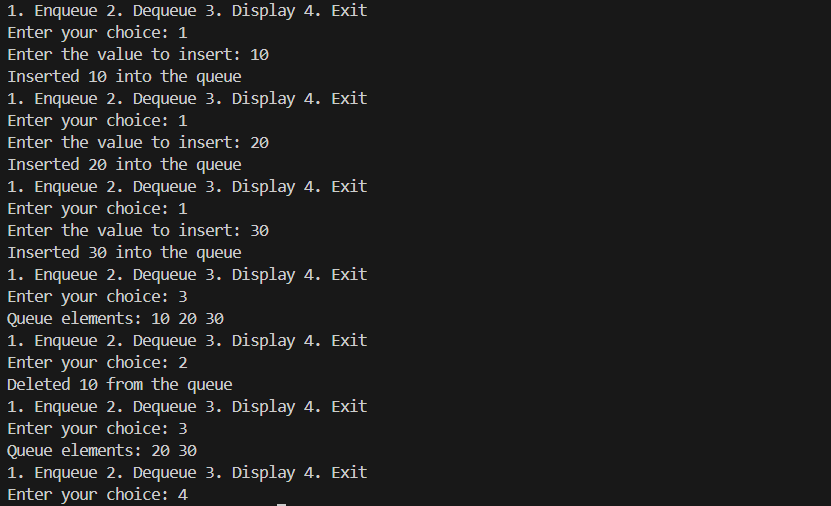 1. Enqueue 2. Dequeue 3. Display 4. Exit
Enter your choice: 1
Enter the value to insert: 10
Inserted 10 into the queue
1. Enqueue 2. Dequeue 3. Display 4. Exit
Enter your choice: 1
Enter the value to insert: 20
Inserted 20 into the queue
1. Enqueue 2. Dequeue 3. Display 4. Exit
Enter your choice: 1
Enter the value to insert: 30
Inserted 30 into the queue
1. Enqueue 2. Dequeue 3. Display 4. Exit
Enter your choice: 3
Queue elements: 10 20 30
1. Enqueue 2. Dequeue 3. Display 4. Exit
Enter your choice: 2
Deleted 10 from the queue
1. Enqueue 2. Dequeue 3. Display 4. Exit
Enter your choice: 3
Queue elements: 20 30
1. Enqueue 2. Dequeue 3. Display 4. Exit
Enter your choice: 4